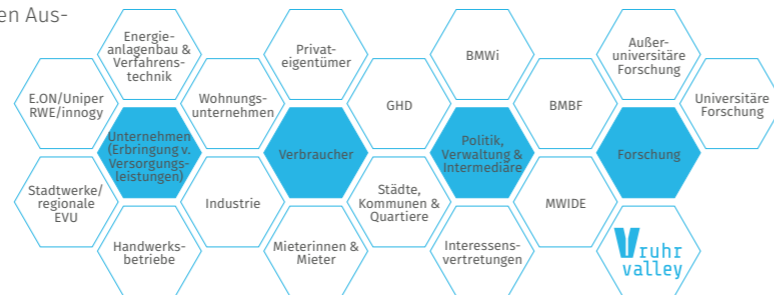 en Aus-
Energie-
anlagenbau &
Verfahrens-
technik
Privat-
eigentümer
BMWi
Außer-
universitäre
Forschung
E.ON/Uniper
RWE/innogy
Wohnungs-
unternehmen
GHD
BMBF
Universitäre
Forschung
Unternehmen
(Erbringung v.
Versorgungs-
leistungen)
Verbraucher
Politik,
Verwaltung &
Intermediäre
Forschung
Stadtwerke/
regionale
EVU
Industrie
Städte,
Kommunen &
Quartiere
MWIDE
Handwerks-
betriebe
Mieterinnen &
Mieter
Interessens-
vertretungen
ruhr
valley